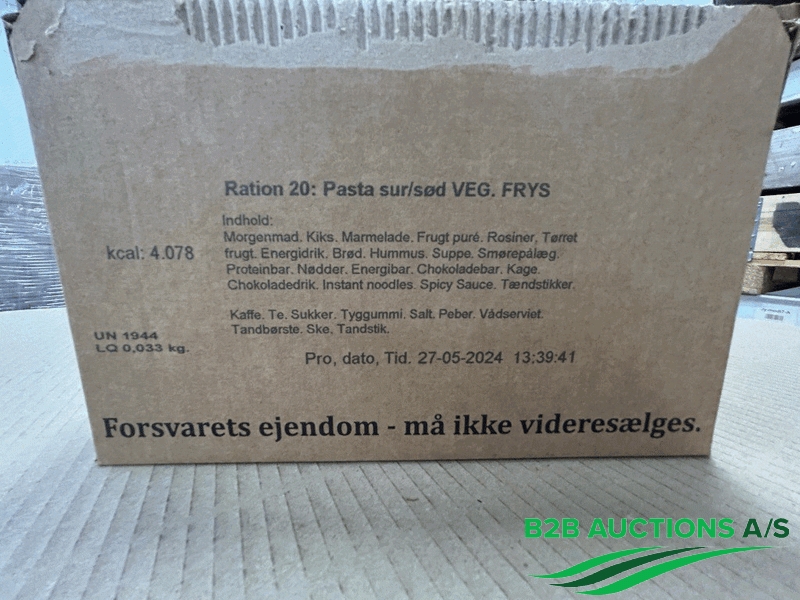 Ration 20: Pasta sur/sød VEG. FRYS
Indhold:
Morgenmad. Kiks. Marmelade. Frugt puré. Rosiner, Tørret
frugt. Energidrik. Brød. Hummus. Suppe. Smørepålæg.
Proteinbar. Nødder. Energibar. Chokoladebar. Kage.
Chokoladedrik. Instant noodles. Spicy Sauce. Tændstikker.
kcal: 4.078
Kaffe. Te. Sukker. Tyggummi. Salt. Peber. Vådserviet.
Tandbørste. Ske, Tandstik.
UN 1944
LQ 0,033 kg.
Pro, dato, Tid. 27-05-2024 13:39:41
Forsvarets ejendom - må ikke videresælges.
B2B AUCTIONS A/S